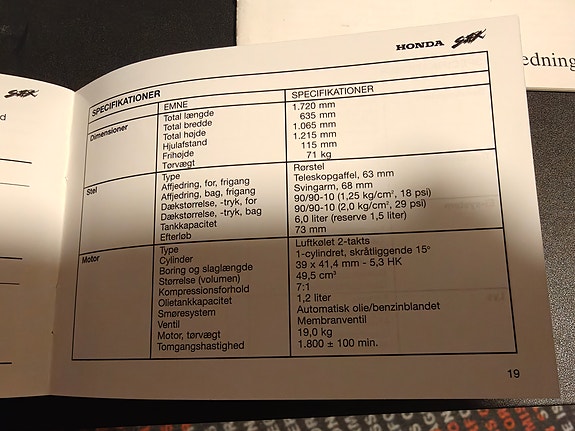 HONDA
SPECIFIKATIONER
EMNE SPECIFIKATIONER
Dimensioner Total længde 1.720 mm
Total bredde 635 mm
Total højde 1.065 mm
Hjulafstand 1.215 mm
Frihøjde 115 mm
Tørvægt 71 kg
Stel Type Rørstel
Affjedring, for, frigang Teleskopgaffel, 63 mm
Affjedring, bag, frigang Svingarm, 68 mm
Dækstørrelse, -tryk, for 90/90-10 (1,25 kg/cm², 18 psi)
Dækstørrelse, -tryk, bag 90/90-10 (2,0 kg/cm², 29 psi)
Tankkapacitet 6,0 liter (reserve 1,5 liter)
Efterløb 73 mm
Motor Type Luftkølet 2-takts
Cylinder 1-cylindret, skråtliggende 15°
Boring og slaglængde 39 x 41,4 mm - 5,3 HK
Størrelse (volumen) 49,5 cm³
Kompressionsforhold 7:1
Olietankkapacitet 1,2 liter
Smøresystem Automatisk olie/benzinblandet
Ventil Membranventil
Motor, tørvægt 19,0 kg
Tomgangshastighed 1.800 ± 100 min.
19